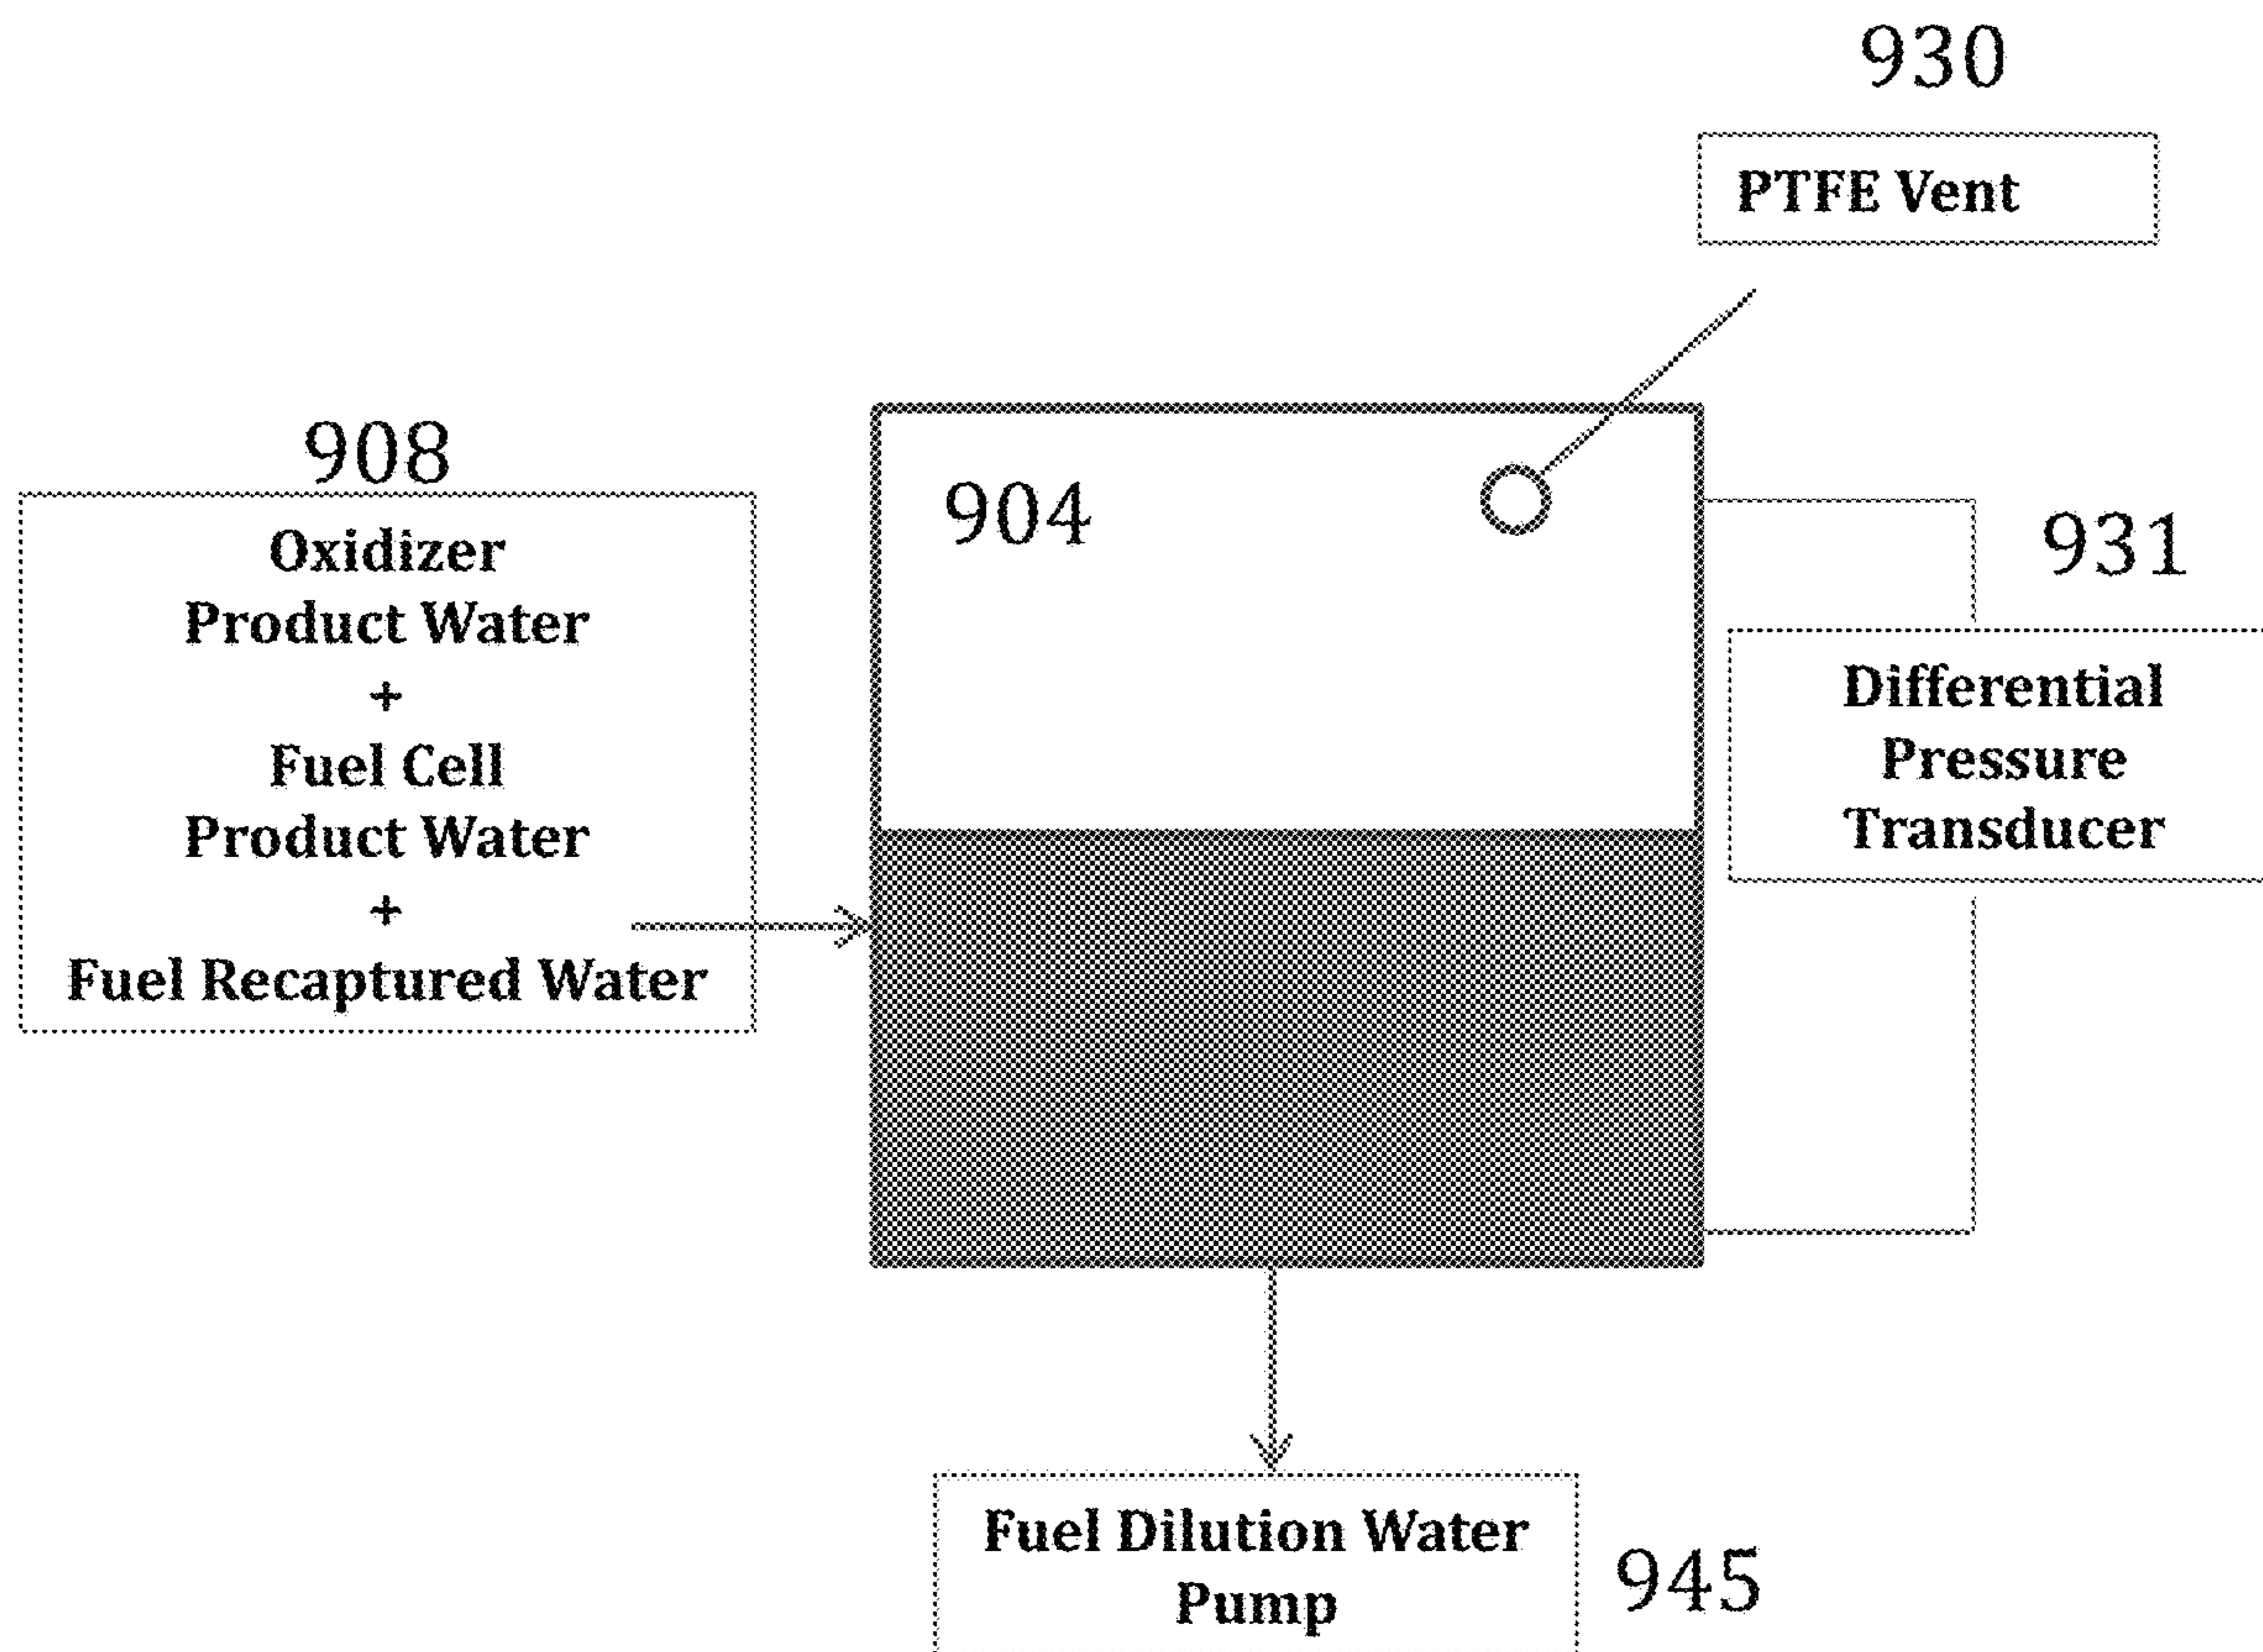 930
PTFE Vent
908
Oxidizer
Product Water
+
Fuel Cell
Product Water
+
Fuel Recaptured Water
904
931
Differential
Pressure
Transducer
Fuel Dilution Water
Pump
945